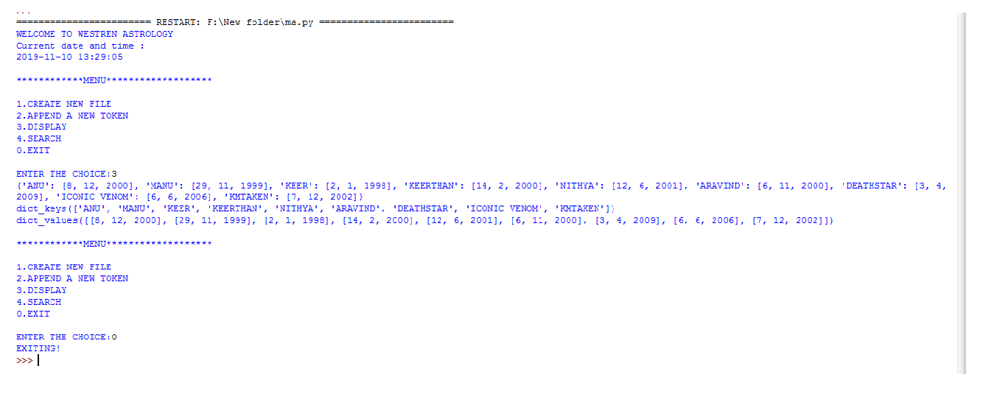 ...
======================== RESTART: F:\New folder\ma.py ========================
WELCOME TO WESTREN ASTROLOGY
Current date and time :
2019-11-10 13:29:05
************MENU*******************
1.CREATE NEW FILE
2.APPEND A NEW TOKEN
3.DISPLAY
4.SEARCH
0.EXIT
ENTER THE CHOICE:3
{'ANU': [8, 12, 2000], 'MANU': [29, 11, 1999], 'KEER': [2, 1, 1998], 'KEERTHAN': [14, 2, 2000], 'NITHYA': [12, 6, 2001], 'ARAVIND': [6, 11, 2000], 'DEATHSTAR': [3, 4,
2009], 'ICONIC VENOM': [6, 6, 2006], 'KMTAKEN': [7, 12, 2002]}
dict_keys(['ANU', 'MANU', 'KEER', 'KEERTHAN', 'NITHYA', 'ARAVIND', 'DEATHSTAR', 'ICONIC VENOM', 'KMTAKEN'])
dict_values([[8, 12, 2000], [29, 11, 1999], [2, 1, 1998], [14, 2, 2000], [12, 6, 2001], [6, 11, 2000], [3, 4, 2009], [6, 6, 2006], [7, 12, 2002]])
************MENU*******************
1.CREATE NEW FILE
2.APPEND A NEW TOKEN
3.DISPLAY
4.SEARCH
0.EXIT
ENTER THE CHOICE:0
EXITING!
>>>